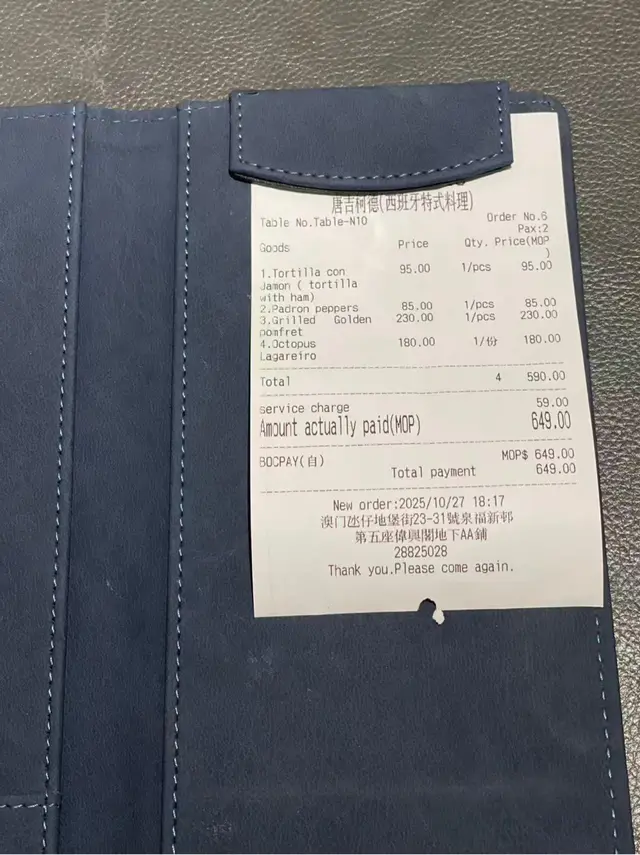 唐吉柯德(西班牙特式料理)
Table No.Table-N10 Order No.6
Pax:2
Goods Price Qty. Price(MOP
)
1.Tortilla con 95.00 1/pcs 95.00
Jamon ( tortilla
with ham)
2.Padron peppers 85.00 1/pcs 85.00
3.Grilled Golden 230.00 1/pcs 230.00
pomfret
4.Octopus 180.00 1/份 180.00
Lagareiro
Total 4 590.00
service charge 59.00
Amount actually paid(MOP) 649.00
BOCPAY(自) MOP$ 649.00
Total payment 649.00
New order:2025/10/27 18:17
澳门氹仔地堡街23-31號泉福新邨
第五座偉興閣地下AA鋪
28825028
Thank you.Please come again.